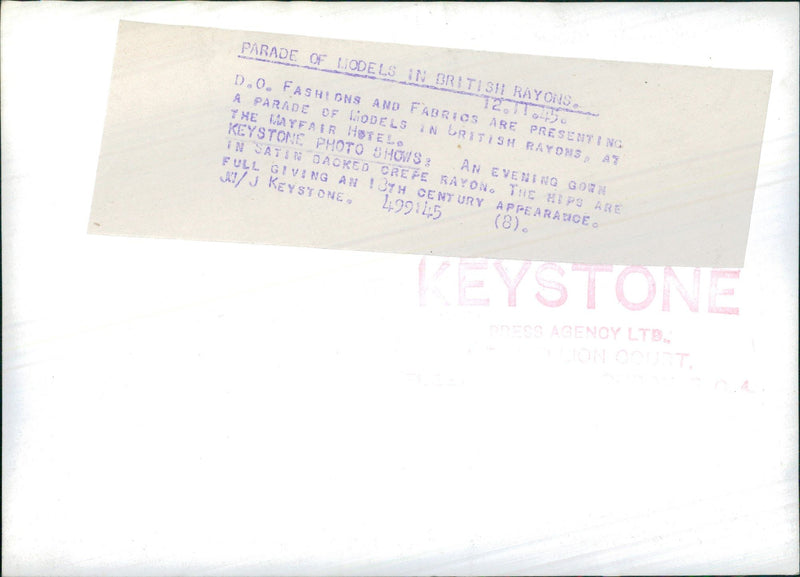 PARADE OF MODELS IN BRITISH RAYONS.
12.11.45.
D.O. FASHIONS AND FABRICS ARE PRESENTING
A PARADE OF MODELS IN BRITISH RAYONS, AT
THE MAYFAIR HOTEL.
KEYSTONE PHOTO SHOWS: AN EVENING GOWN
IN SATIN BACKED CREPE RAYON. THE HIPS ARE
FULL GIVING AN 18TH CENTURY APPEARANCE.
JW/J KEYSTONE. 499145 (8).
KEYSTONE
PRESS AGENCY LTD.,
LION COURT,